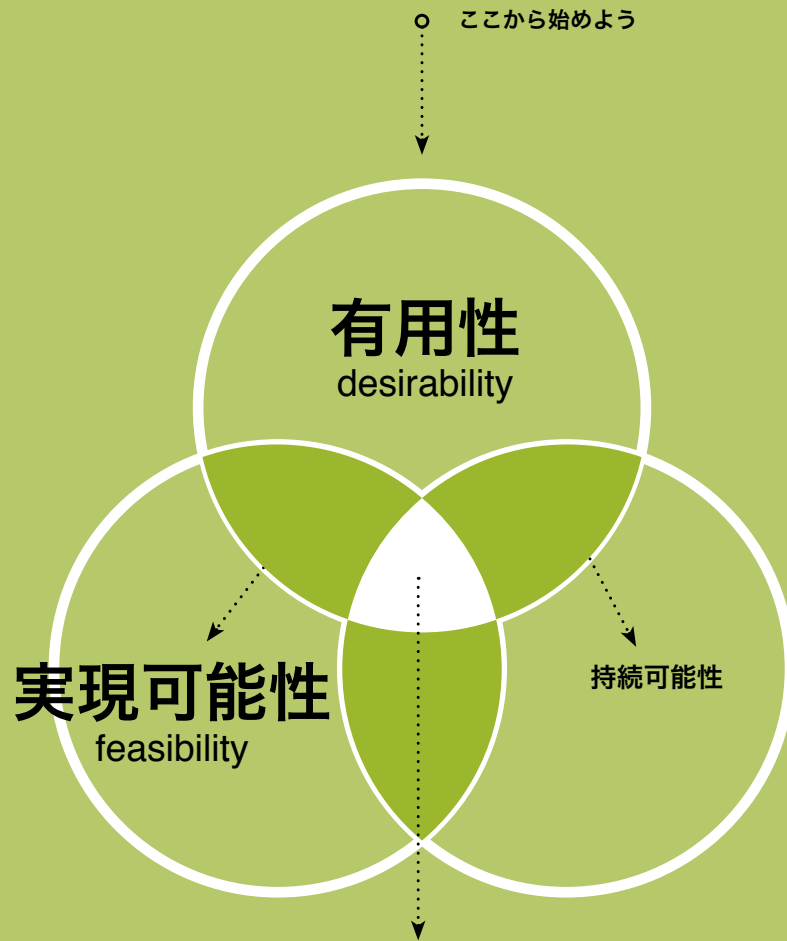 ここから始めよう
有用性
desirability
実現可能性
feasibility
持続可能性